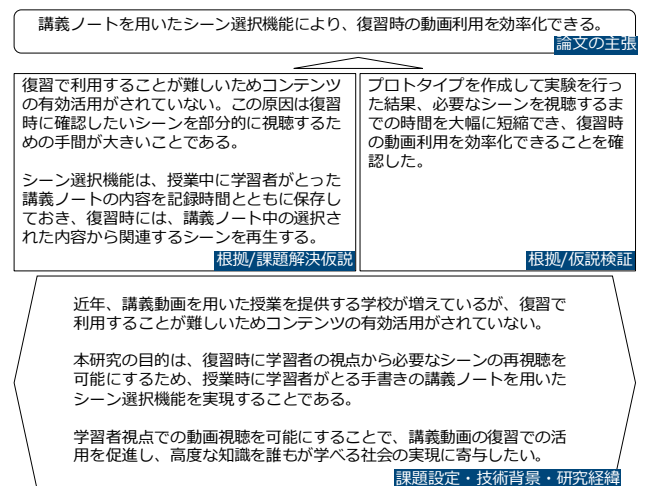 講義ノートを用いたシーン選択機能により、復習時の動画利用を効率化できる。
論文の主張
復習で利用することが難しいためコンテンツ
の有効活用がされていない。この原因は復習
時に確認したいシーンを部分的に視聴するた
めの手間が大きいことである。
シーン選択機能は、授業中に学習者がとった
講義ノートの内容を記録時間とともに保存し
ておき、復習時には、講義ノート中の選択さ
れた内容から関連するシーンを再生する。
根拠/課題解決仮説
プロトタイプを作成して実験を行っ
た結果、必要なシーンを視聴するま
での時間を大幅に短縮でき、復習時
の動画利用を効率化できることを確
認した。
根拠/仮説検証
近年、講義動画を用いた授業を提供する学校が増えているが、復習で
利用することが難しいためコンテンツの有効活用がされていない。
本研究の目的は、復習時に学習者の視点から必要なシーンの再視聴を
可能にするため、授業時に学習者がとる手書きの講義ノートを用いた
シーン選択機能を実現することである。
学習者視点での動画視聴を可能にすることで、講義動画の復習での活
用を促進し、高度な知識を誰もが学べる社会の実現に寄与したい。
課題設定・技術背景・研究経緯